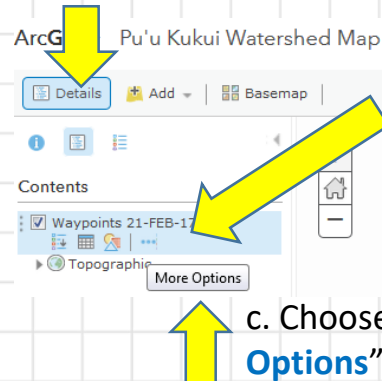 ArcG Pu'u Kukui Watershed Map
Details Add Basemap
Contents
Waypoints 21-FEB-17
Topographic
More Options
c. Choose
Options"